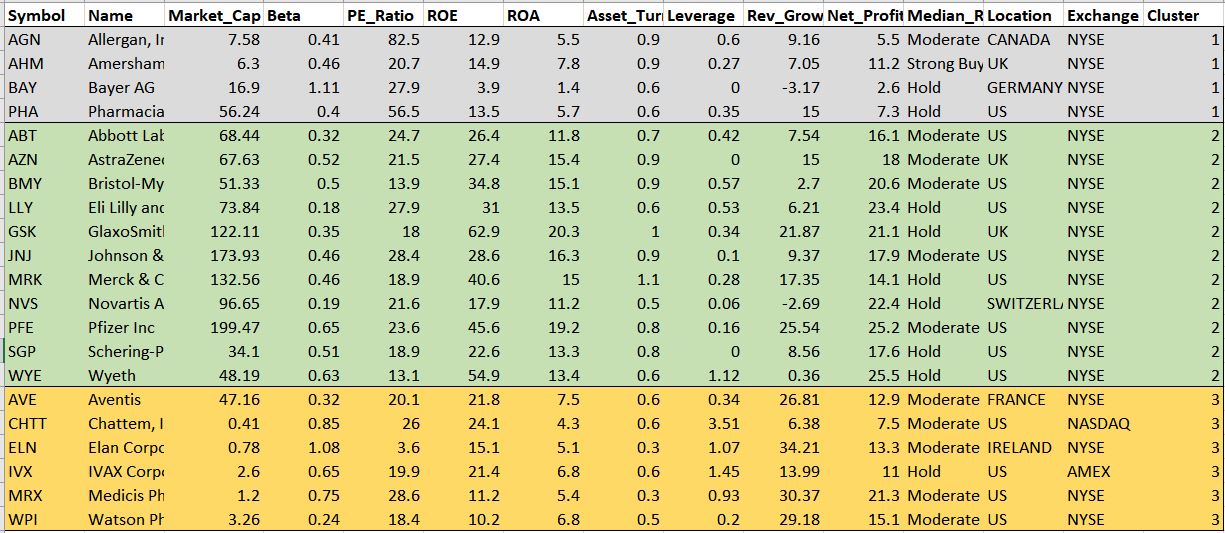 Symbol Name Market_Cap Beta PE_Ratio ROE ROA Asset_Turn Leverage Rev_Grow Net_Profit Median_R Location Exchange Cluster
AGN Allergan, In 7.58 0.41 82.5 12.9 5.5 0.9 0.6 9.16 5.5 Moderate CANADA NYSE 1
AHM Amersham 6.3 0.46 20.7 14.9 7.8 0.9 0.27 7.05 11.2 Strong Buy UK NYSE 1
BAY Bayer AG 16.9 1.11 27.9 3.9 1.4 0.6 0 -3.17 2.6 Hold GERMANY NYSE 1
PHA Pharmacia 56.24 0.4 56.5 13.5 5.7 0.6 0.35 15 7.3 Hold US NYSE 1
ABT Abbott Lab 68.44 0.32 24.7 26.4 11.8 0.7 0.42 7.54 16.1 Moderate US NYSE 2
AZN AstraZenec 67.63 0.52 21.5 27.4 15.4 0.9 0 15 18 Moderate UK NYSE 2
BMY Bristol-My 51.33 0.5 13.9 34.8 15.1 0.9 0.57 2.7 20.6 Moderate US NYSE 2
LLY Eli Lilly and 73.84 0.18 27.9 31 13.5 0.6 0.53 6.21 23.4 Hold US NYSE 2
GSK GlaxoSmith 122.11 0.35 18 62.9 20.3 1 0.34 21.87 21.1 Hold UK NYSE 2
JNJ Johnson & 173.93 0.46 28.4 28.6 16.3 0.9 0.1 9.37 17.9 Moderate US NYSE 2
MRK Merck & C 132.56 0.46 18.9 40.6 15 1.1 0.28 17.35 14.1 Hold US NYSE 2
NVS Novartis A 96.65 0.19 21.6 17.9 11.2 0.5 0.06 -2.69 22.4 Hold SWITZERLA NYSE 2
PFE Pfizer Inc 199.47 0.65 23.6 45.6 19.2 0.8 0.16 25.54 25.2 Moderate US NYSE 2
SGP Schering-P 34.1 0.51 18.9 22.6 13.3 0.8 0 8.56 17.6 Hold US NYSE 2
WYE Wyeth 48.19 0.63 13.1 54.9 13.4 0.6 1.12 0.36 25.5 Hold US NYSE 2
AVE Aventis 47.16 0.32 20.1 21.8 7.5 0.6 0.34 26.81 12.9 Moderate FRANCE NYSE 3
CHTT Chattem, I 0.41 0.85 26 24.1 4.3 0.6 3.51 6.38 7.5 Moderate US NASDAQ 3
ELN Elan Corpo 0.78 1.08 3.6 15.1 5.1 0.3 1.07 34.21 13.3 Moderate IRELAND NYSE 3
IVX IVAX Corpo 2.6 0.65 19.9 21.4 6.8 0.6 1.45 13.99 11 Hold US AMEX 3
MRX Medicis Ph 1.2 0.75 28.6 11.2 5.4 0.3 0.93 30.37 21.3 Moderate US NYSE 3
WPI Watson Ph 3.26 0.24 18.4 10.2 6.8 0.5 0.2 29.18 15.1 Moderate US NYSE 3